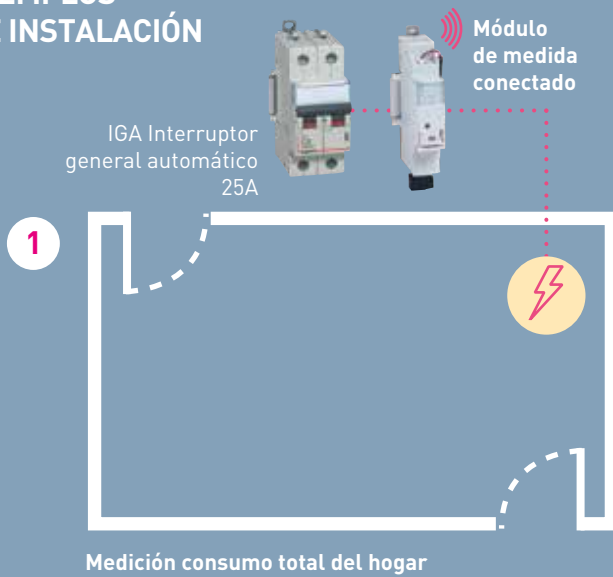 E INSTALACIÓN
Módulo
de medida
conectado
IGA Interruptor
general automático
25A
1
Medición consumo total del hogar